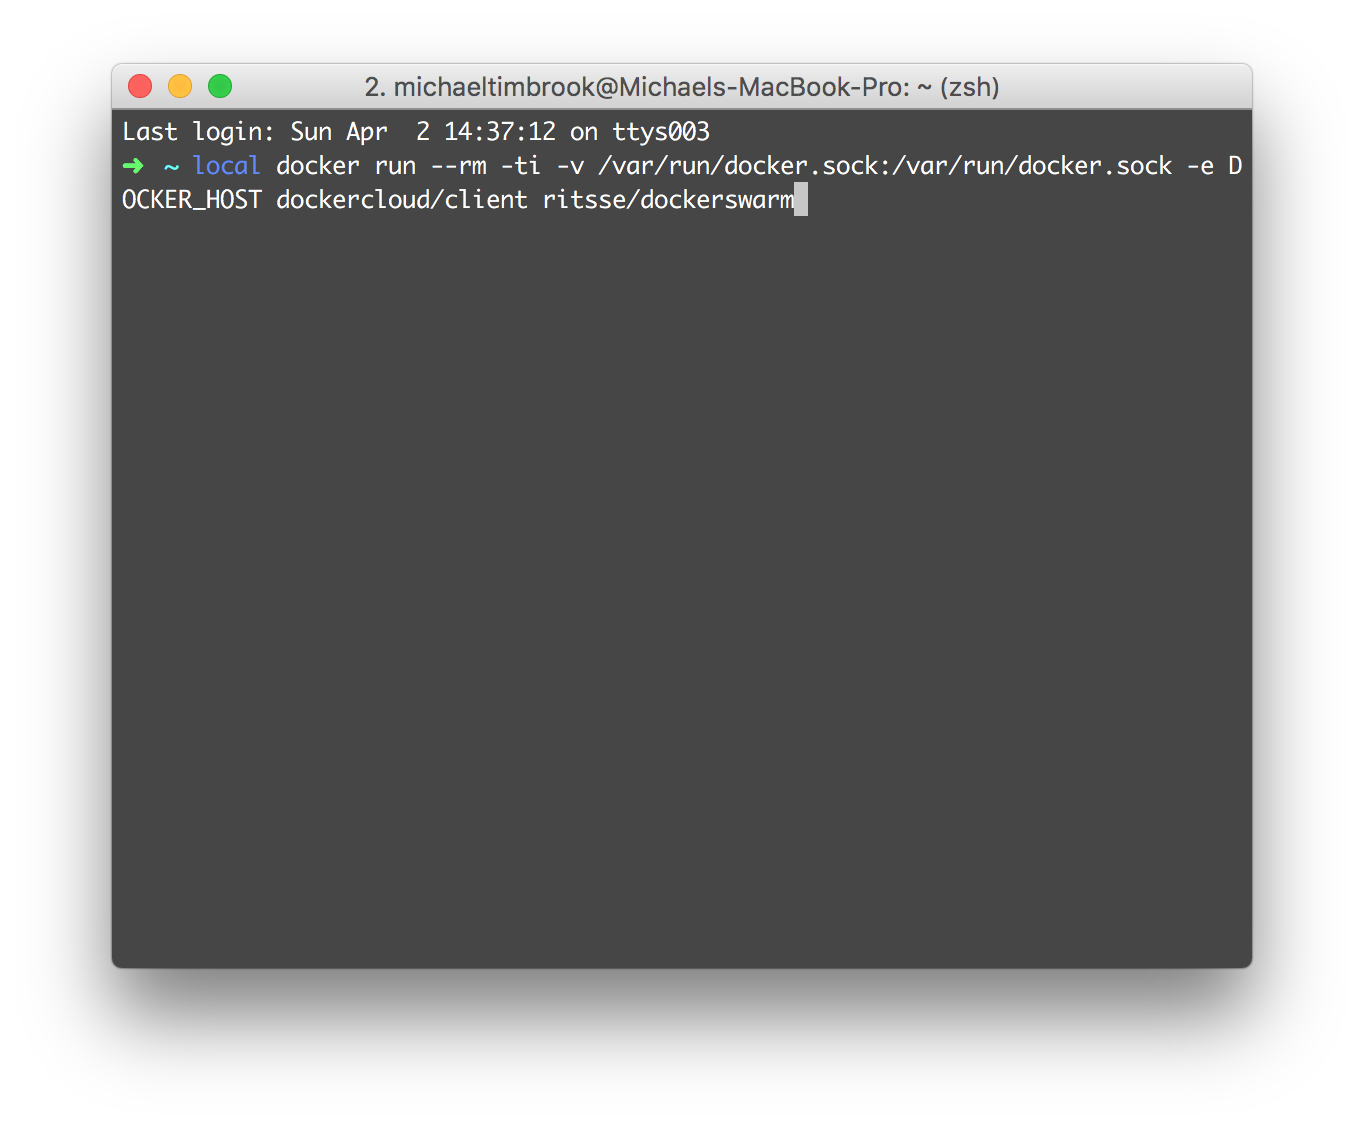 2. michaeltimbrook@Michaels-MacBook-Pro: ~ (zsh)
Last login: Sun Apr  2 14:37:12 on ttys003
➜  ~ local docker run --rm -ti -v /var/run/docker.sock:/var/run/docker.sock -e D
OCKER_HOST dockercloud/client ritsse/dockerswarm